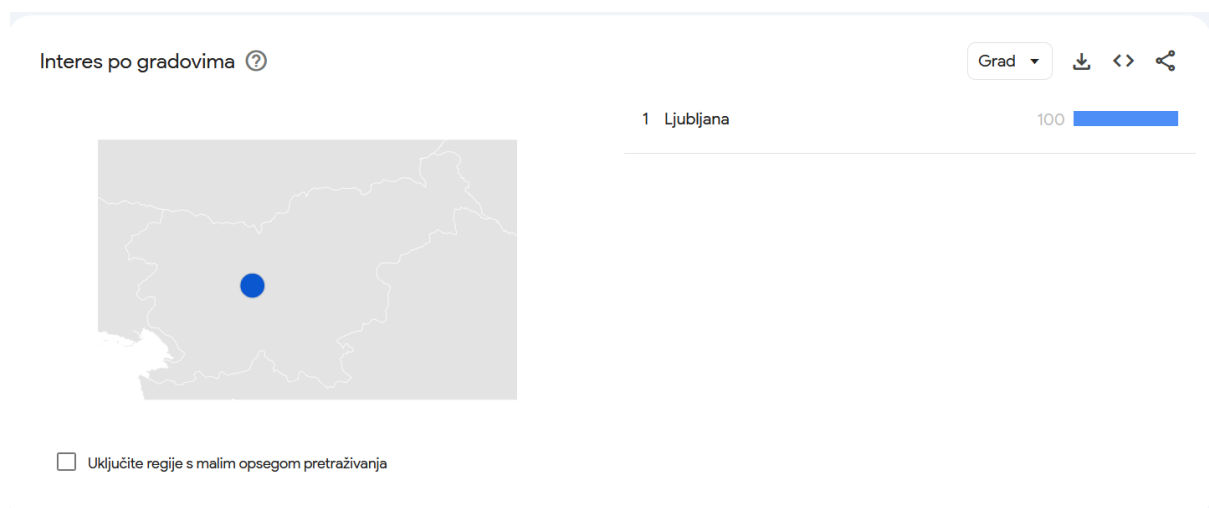 Interes po gradovima
Grad
1 Ljubljana 100
Uključite regije s malim opsegom pretraživanja